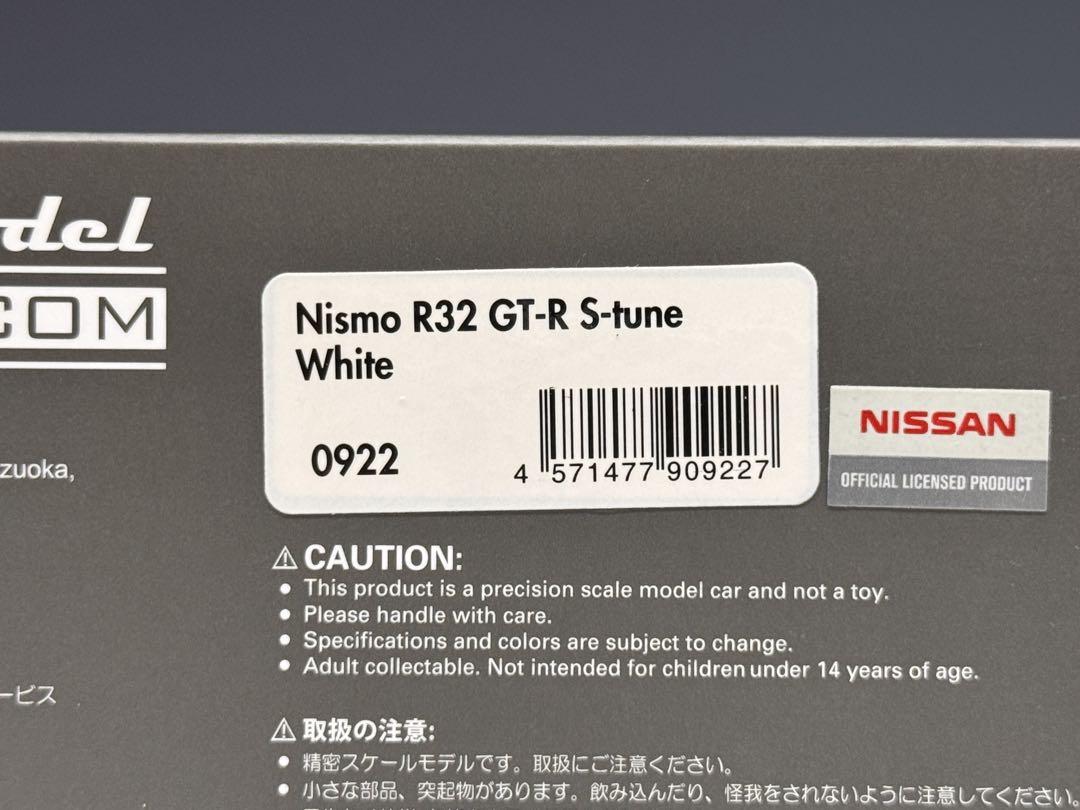 del
COM
Nismo R32 GT-R S-tune
White
0922
4 571477 909227
NISSAN
OFFICIAL LICENSED PRODUCT
zuoka,
⚠ CAUTION:
• This product is a precision scale model car and not a toy.
• Please handle with care.
• Specifications and colors are subject to change.
• Adult collectable. Not intended for children under 14 years of age.
ービス
⚠ 取扱の注意:
• 精密スケールモデルです。取扱にご注意ください。
• 小さな部品、突起物があります。飲み込んだり、怪我をされないように注意してください。